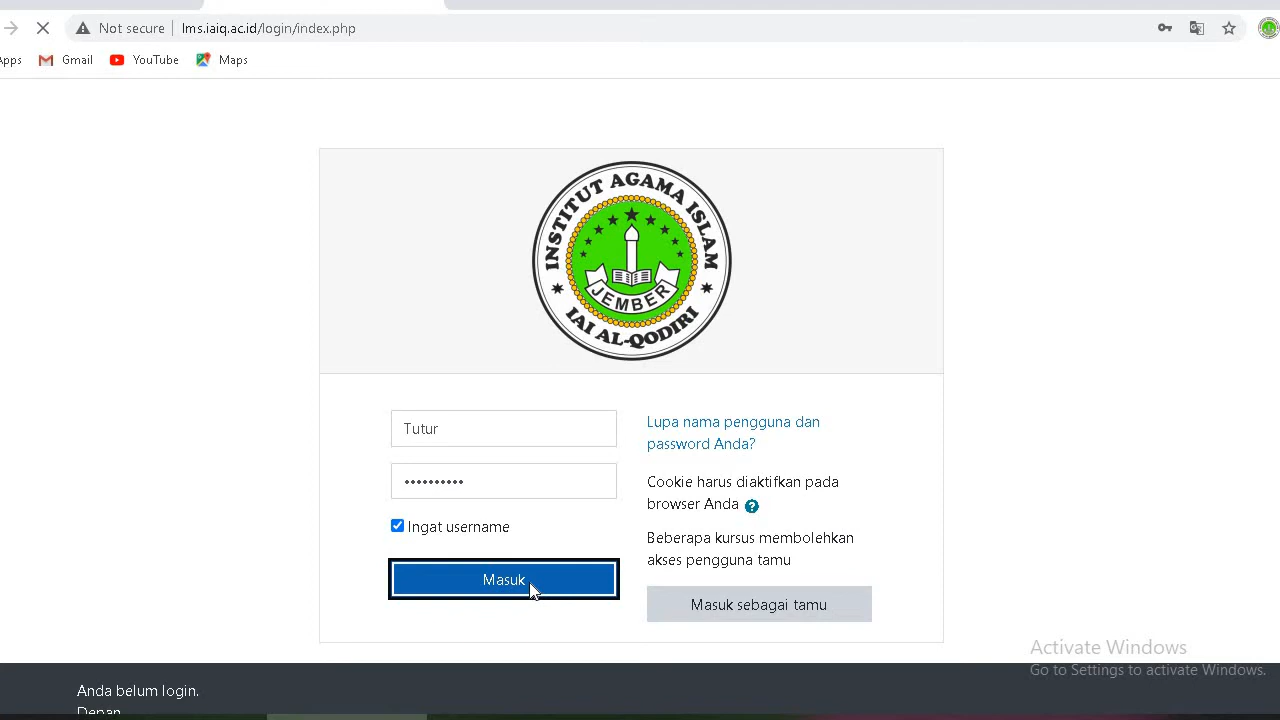 Not secure lms.iaiq.ac.id/login/index.php
Apps Gmail YouTube Maps
INSTITUT AGAMA ISLAM
JEMBER
IAI AL-QODIRI
Tutur
••••••••••
Ingat username
Masuk
Lupa nama pengguna dan
password Anda?
Cookie harus diaktifkan pada
browser Anda ?
Beberapa kursus membolehkan
akses pengguna tamu
Masuk sebagai tamu
Activate Windows
Go to Settings to activate Windows.
Anda belum login.
Depan